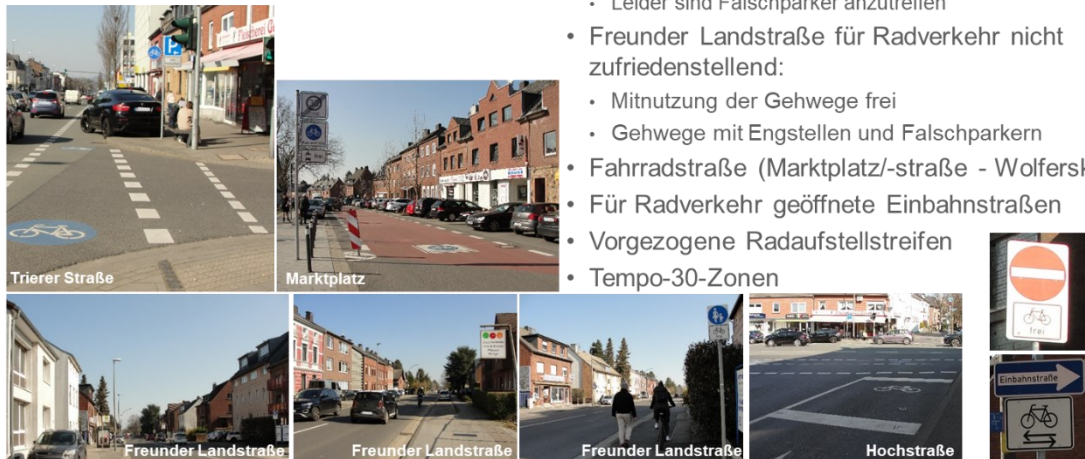 Leider sind Falschparker anzutreffen
• Freunder Landstraße für Radverkehr nicht
zufriedenstellend:
• Mitnutzung der Gehwege frei
• Gehwege mit Engstellen und Falschparkern
• Fahrradstraße (Marktplatz/-straße - Wolfersk
• Für Radverkehr geöffnete Einbahnstraßen
• Vorgezogene Radaufstellstreifen
• Tempo-30-Zonen
P
Trierer Straße
Marktplatz
Freunder Landstraße
Freunder Landstraße
Freunder Landstraße
Hochstraße
frei
Einbahnstraße